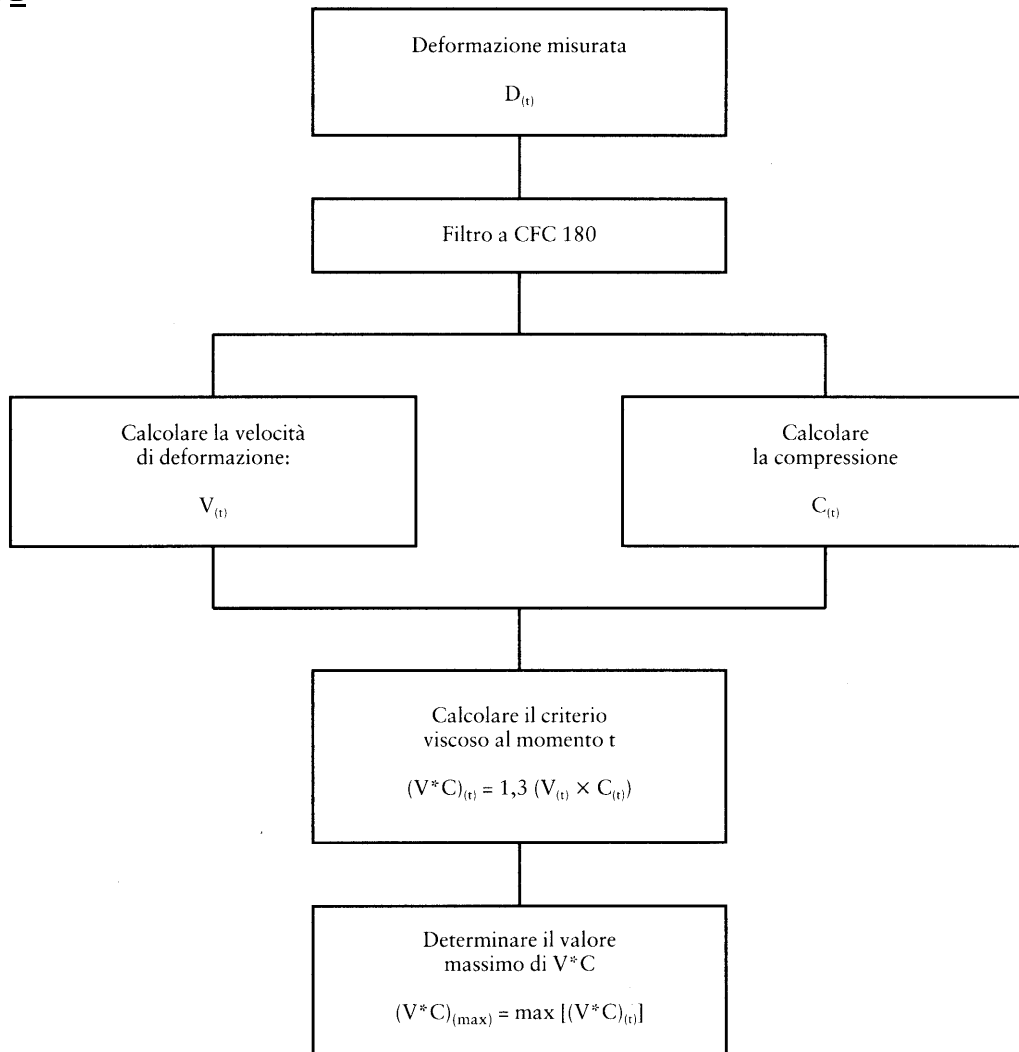 Deformazione misurata
D(t)
Filtro a CFC 180
Calcolare la velocità
di deformazione:
V(t)
Calcolare
la compressione
C(t)
Calcolare il criterio
viscoso al momento t
(V*C)(t) = 1,3 (V(t) × C(t))
Determinare il valore
massimo di V*C
(V*C)(max) = max [(V*C)(t)]